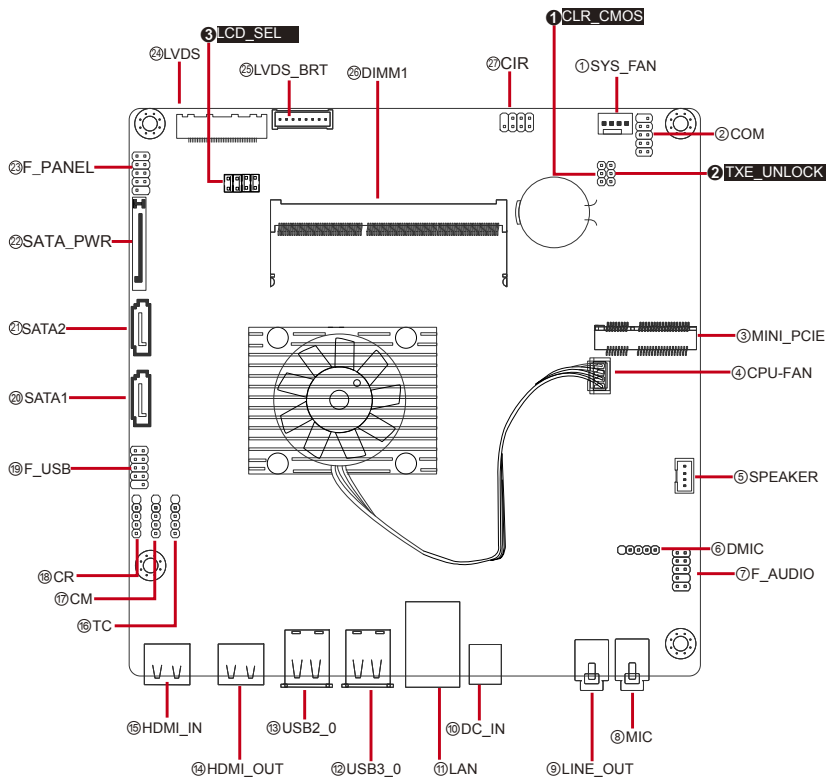 ❸LCD_SEL
❶CLR_CMOS
㉔LVDS
㉕LVDS_BRT
㉖DIMM1
㉗CIR
①SYS_FAN
②COM
㉓F_PANEL
❷TXE_UNLOCK
㉒SATA_PWR
㉑SATA2
③MINI_PCIE
④CPU-FAN
⑳SATA1
⑲F_USB
⑤SPEAKER
⑥DMIC
⑱CR
⑦F_AUDIO
⑰CM
⑯TC
⑮HDMI_IN
⑬USB2_0
⑩DC_IN
⑧MIC
⑭HDMI_OUT
⑫USB3_0
⑪LAN
⑨LINE_OUT